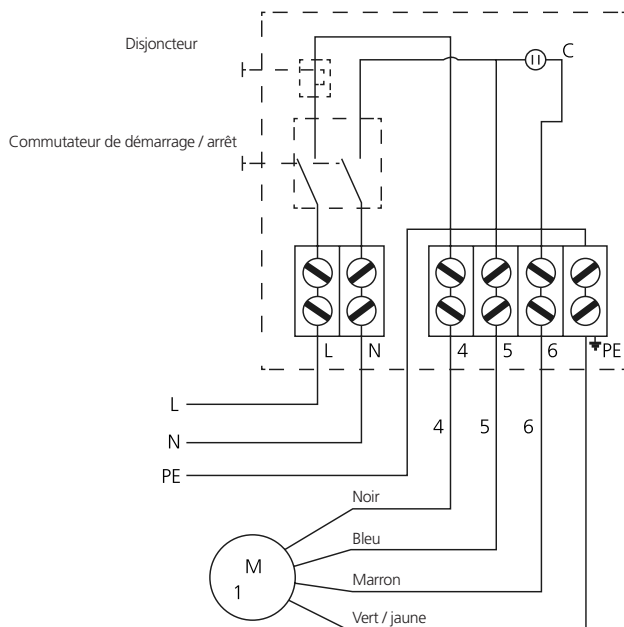 Disjoncteur
C
Commutateur de démarrage / arrêt
L N 4 5 6 PE
L
N
PE
4 5 6
Noir
Bleu
Marron
Vert / jaune
M
1